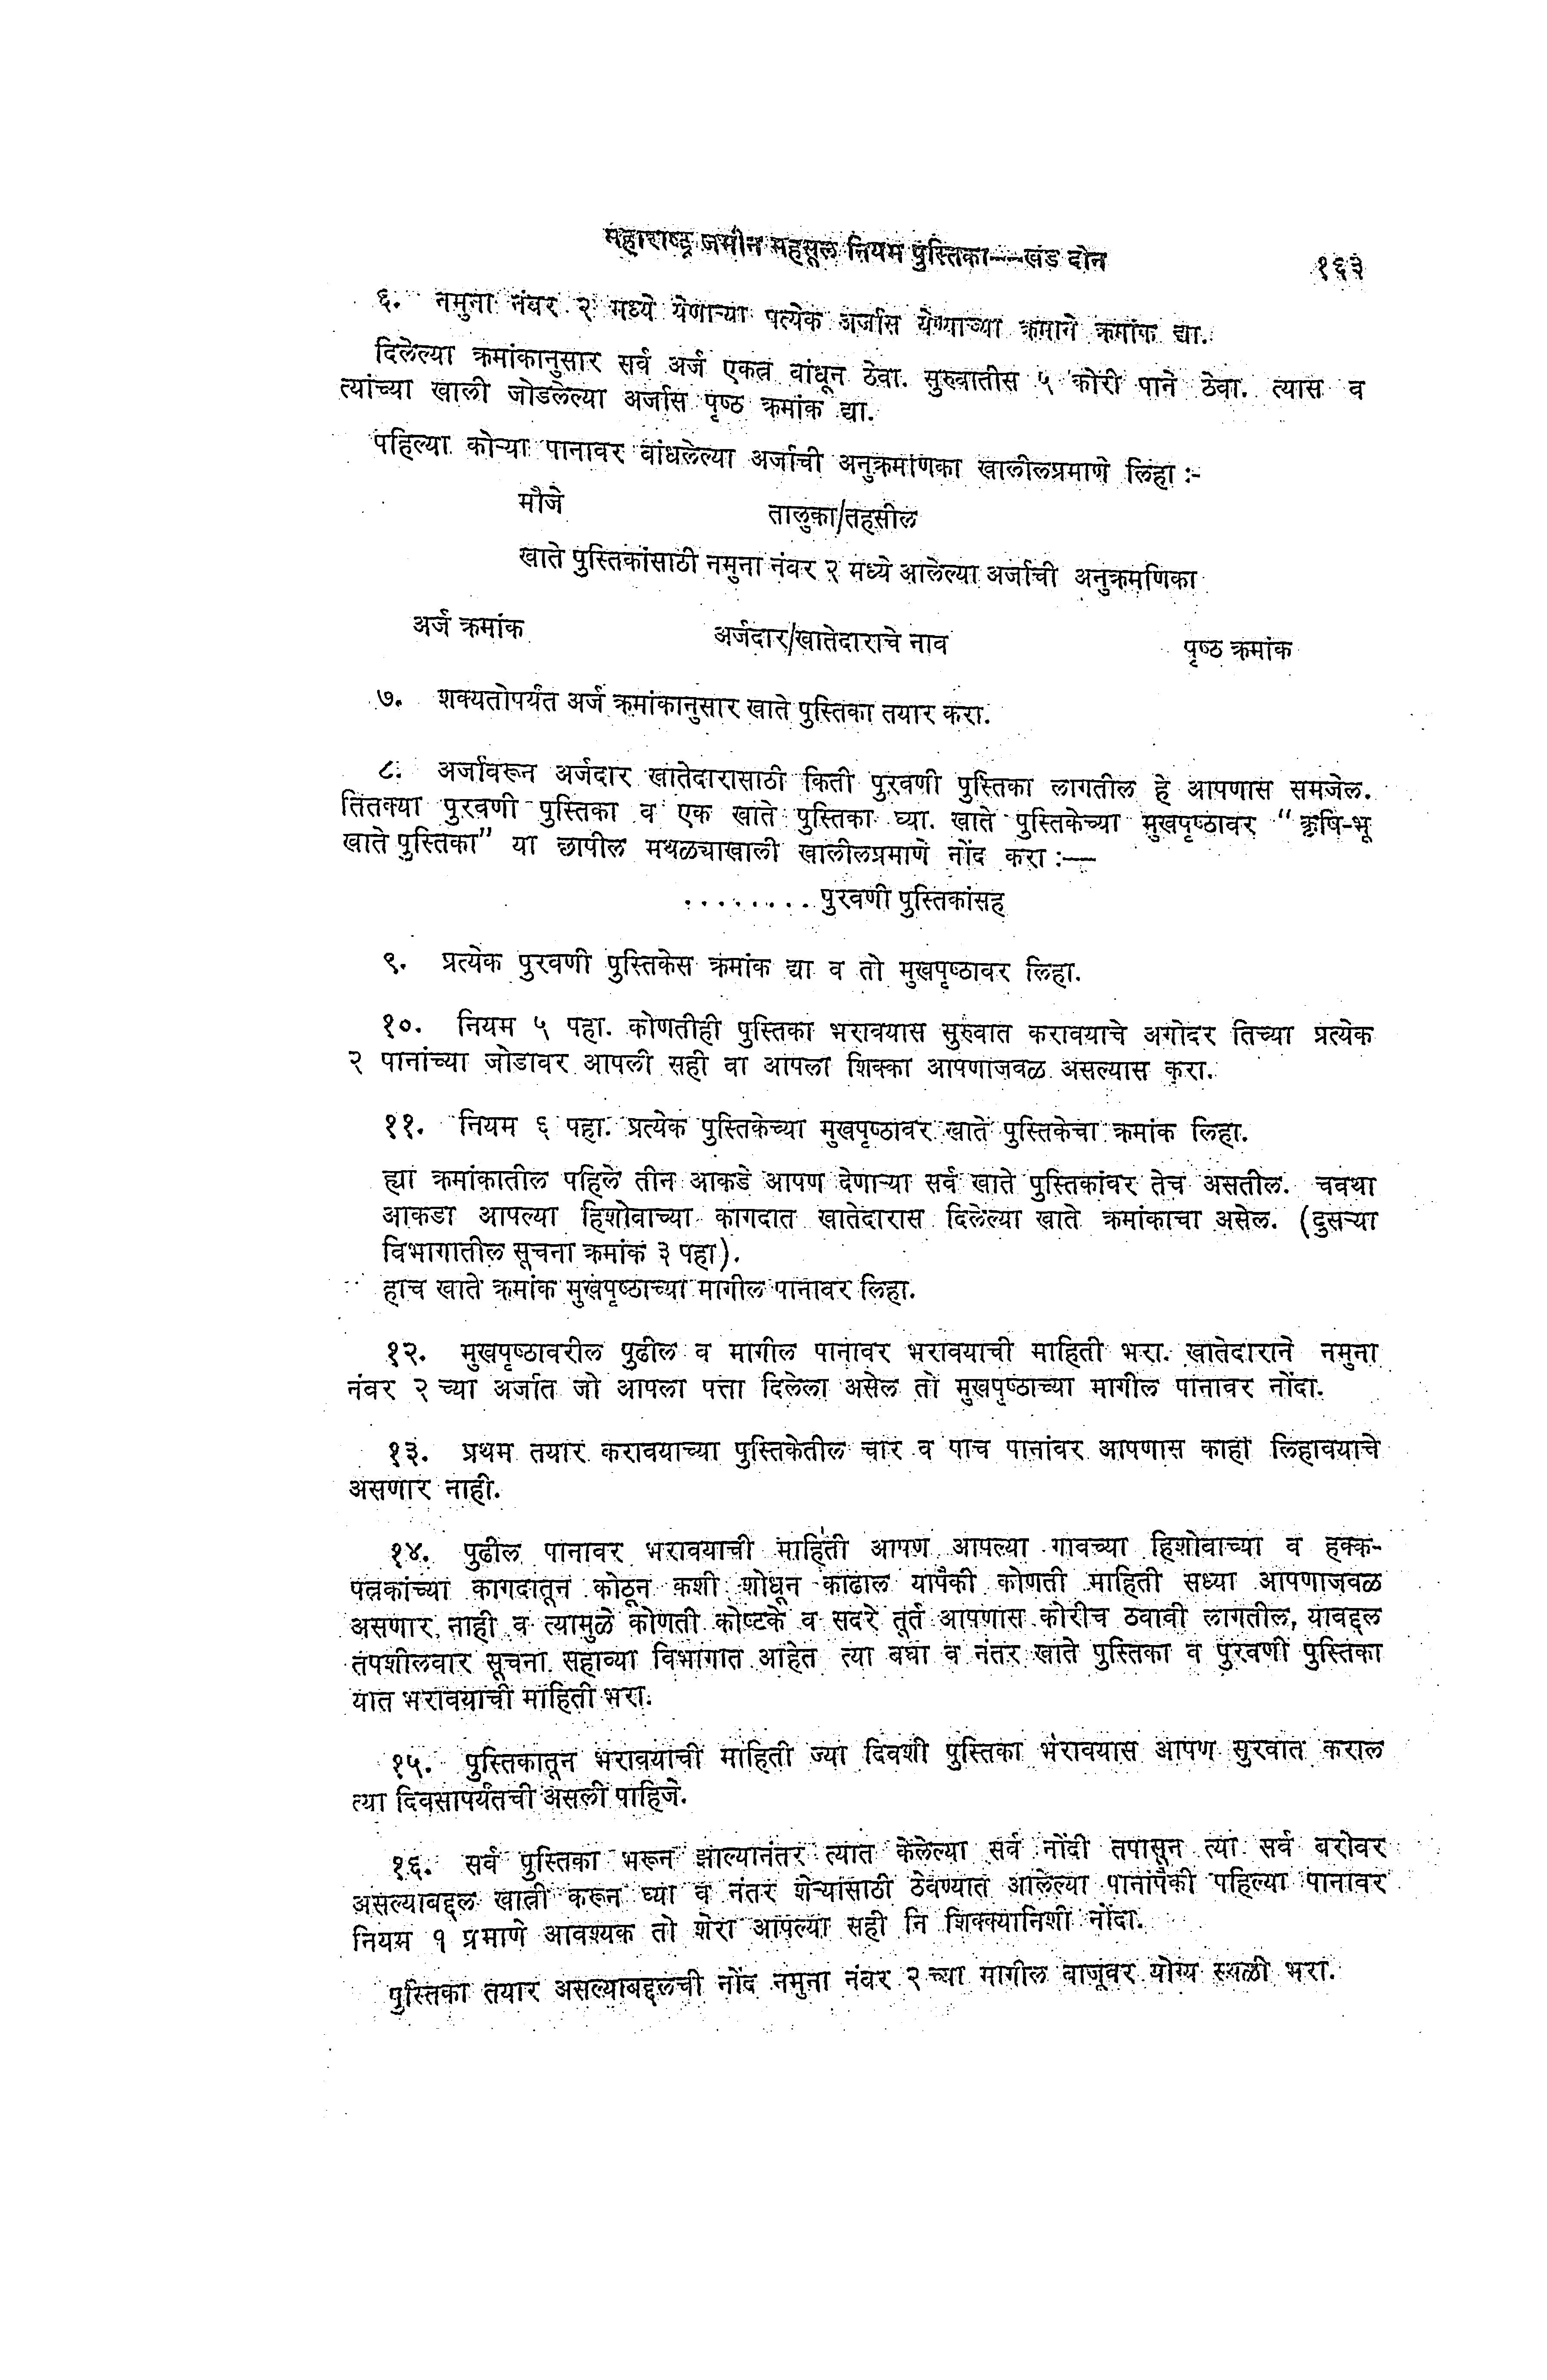 महाराष्ट्र जमीन महसूल नियम पुस्तिका--खंड दोन १६३
६. नमुना नंबर २ मध्ये येणाऱ्या पत्येक अर्जास येण्याच्या क्रमाने क्रमांक द्या.
दिलेल्या क्रमांकानुसार सर्व अर्ज एकत्र बांधून ठेवा. सुरुवातीस ५ कोरी पाने ठेवा. त्यास व
त्यांच्या खाली जोडलेल्या अर्जास पृष्ठ क्रमांक द्या.
पहिल्या कोऱ्या पानावर बांधलेल्या अर्जाची अनुक्रमणिका खालीलप्रमाणे लिहा :-
मौजे तालुका/तहसील
खाते पुस्तिकांसाठी नमुना नंबर २ मध्ये आलेल्या अर्जाची अनुक्रमणिका
अर्ज क्रमांक अर्जदार/खातेदाराचे नाव पृष्ठ क्रमांक
७. शक्यतोपर्यंत अर्ज क्रमांकानुसार खाते पुस्तिका तयार करा.
८. अर्जावरून अर्जदार खातेदारासाठी किती पुरवणी पुस्तिका लागतील हे आपणास समजेल.
तितक्या पुरवणी पुस्तिका व एक खाते पुस्तिका घ्या. खाते पुस्तिकेच्या मुखपृष्ठावर “कृषि-भू
खाते पुस्तिका” या छापील मथळ्याखाली खालीलप्रमाणे नोंद करा :—
........पुरवणी पुस्तिकांसह
९. प्रत्येक पुरवणी पुस्तिकेस क्रमांक द्या व तो मुखपृष्ठावर लिहा.
१०. नियम ५ पहा. कोणतीही पुस्तिका भरावयास सुरुवात करावयाचे अगोदर तिच्या प्रत्येक
२ पानांच्या जोडावर आपली सही वा आपला शिक्का आपणाजवळ असल्यास करा.
११. नियम ६ पहा. प्रत्येक पुस्तिकेच्या मुखपृष्ठावर खाते पुस्तिकेचा क्रमांक लिहा.
ह्या क्रमांकातील पहिले तीन आकडे आपण देणाऱ्या सर्व खाते पुस्तिकांवर तेच असतील. चवथा
आकडा आपल्या हिशोबाच्या कागदात खातेदारास दिलेल्या खाते क्रमांकाचा असेल. (दुसऱ्या
विभागातील सूचना क्रमांक ३ पहा).
हाच खाते क्रमांक मुखपृष्ठाच्या मागील पानावर लिहा.
१२. मुखपृष्ठावरील पुढील व मागील पानावर भरावयाची माहिती भरा. खातेदाराने नमुना
नंबर २ च्या अर्जात जो आपला पत्ता दिलेला असेल तो मुखपृष्ठाच्या मागील पानावर नोंदा.
१३. प्रथम तयार करावयाच्या पुस्तिकेतील चार व पाच पानांवर आपणास काही लिहावयाचे
असणार नाही.
१४. पुढील पानावर भरावयाची माहिती आपण आपल्या गावच्या हिशोबाच्या व हक्क-
पत्रकांच्या कागदातून कोठून कशी शोधून काढाल यापैकी कोणती माहिती सध्या आपणाजवळ
असणार नाही व त्यामुळे कोणती कोष्टके व सदरे तूर्त आपणास कोरीच ठेवावी लागतील, याबद्दल
तपशीलवार सूचना सहाव्या विभागात आहेत त्या बघा व नंतर खाते पुस्तिका व पुरवणी पुस्तिका
यात भरावयाची माहिती भरा.
१५. पुस्तिकातून भरावयाची माहिती ज्या दिवशी पुस्तिका भरावयास आपण सुरवात कराल
त्या दिवसापर्यंतची असली पाहिजे.
१६. सर्व पुस्तिका भरून झाल्यानंतर त्यात केलेल्या सर्व नोंदी तपासून त्या सर्व बरोबर
असल्याबद्दल खात्री करून घ्या व नंतर शेऱ्यांसाठी ठेवण्यात आलेल्या पानांपैकी पहिल्या पानावर
नियम १ प्रमाणे आवश्यक तो शेरा आपल्या सही नि शिक्क्यानिशी नोंदा.
पुस्तिका तयार असल्याबद्दलची नोंद नमुना नंबर २ च्या मागील बाजूवर योग्य स्थळी भरा.